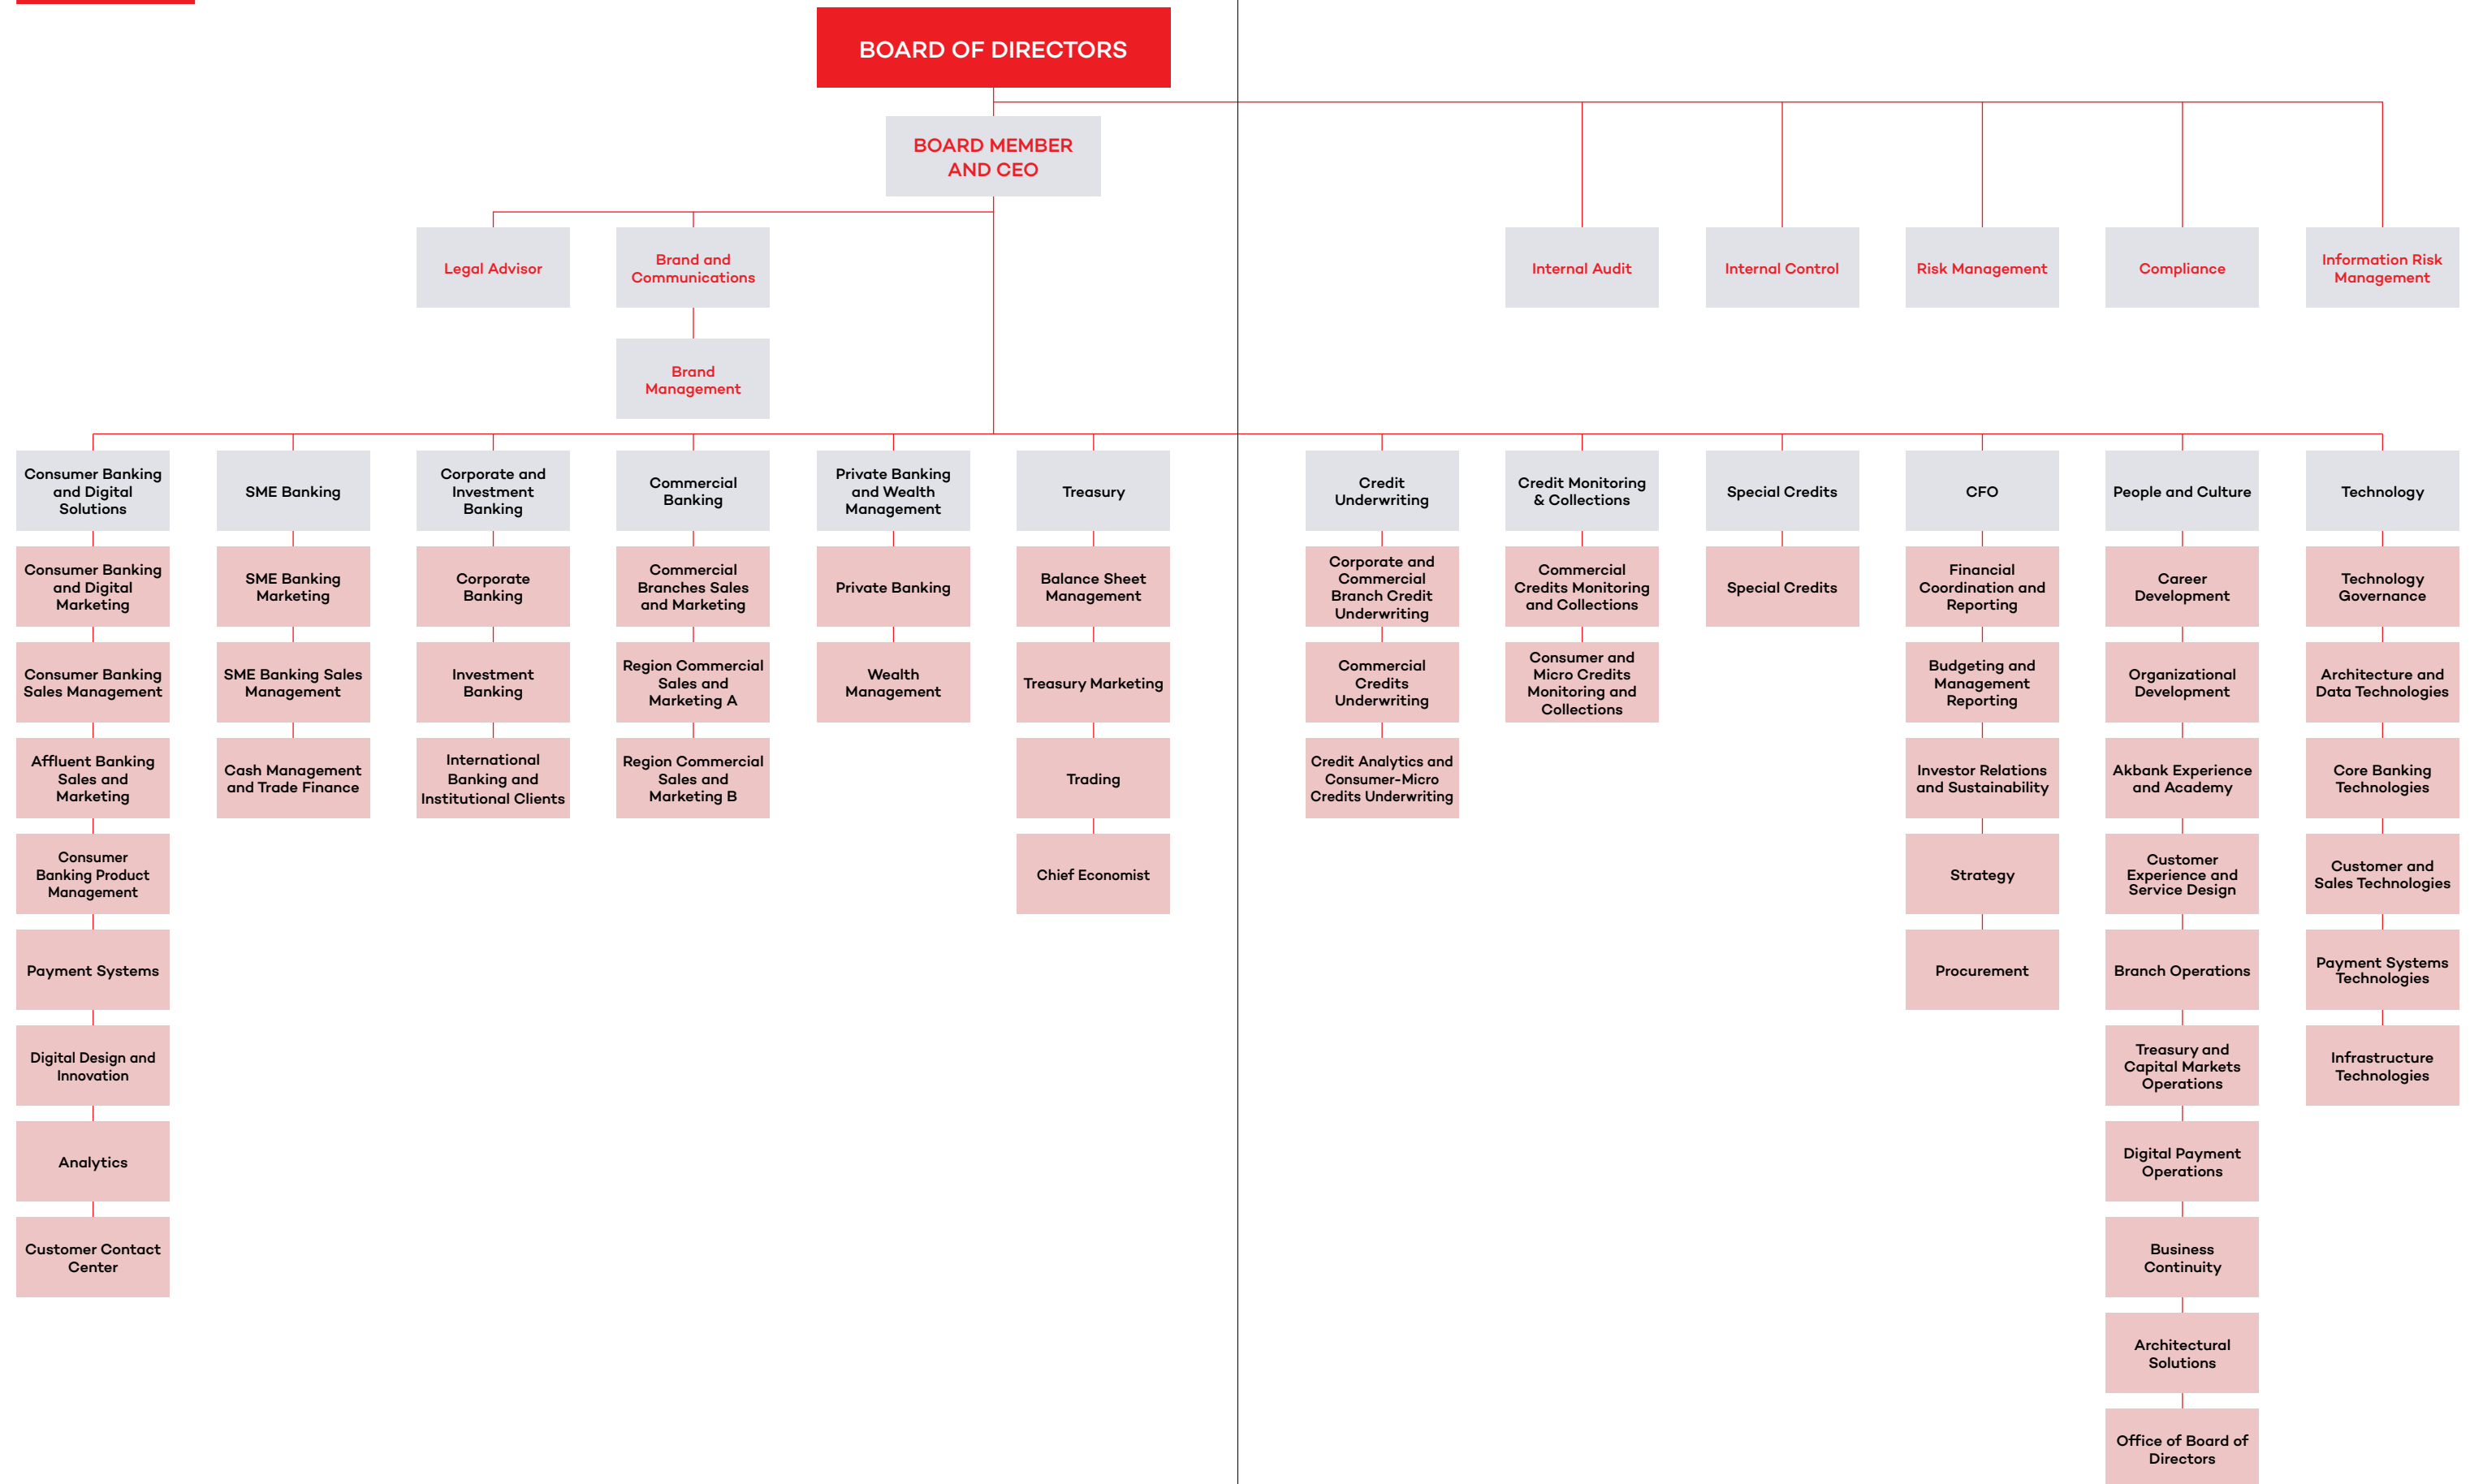 BOARD OF DIRECTORS
BOARD MEMBER
AND CEO
Legal Advisor
Brand and
Communications
Brand
Management
Internal Audit
Internal Control
Risk Management
Compliance
Information Risk
Management
Consumer Banking
and Digital
Solutions
Consumer Banking
and Digital
Marketing
Consumer Banking
Sales Management
Affluent Banking
Sales and
Marketing
Consumer
Banking Product
Management
Payment Systems
Digital Design and
Innovation
Analytics
Customer Contact
Center
SME Banking
SME Banking
Marketing
SME Banking Sales
Management
Cash Management
and Trade Finance
Corporate and
Investment
Banking
Corporate
Banking
Investment
Banking
International
Banking and
Institutional Clients
Commercial
Banking
Commercial
Branches Sales
and Marketing
Region Commercial
Sales and
Marketing A
Region Commercial
Sales and
Marketing B
Private Banking
and Wealth
Management
Private Banking
Wealth
Management
Treasury
Balance Sheet
Management
Treasury Marketing
Trading
Chief Economist
Credit
Underwriting
Corporate and
Commercial
Branch Credit
Underwriting
Commercial
Credits
Underwriting
Credit Analytics and
Consumer-Micro
Credits Underwriting
Credit Monitoring
& Collections
Commercial
Credits Monitoring
and Collections
Consumer and
Micro Credits
Monitoring and
Collections
Special Credits
Special Credits
CFO
Financial
Coordination and
Reporting
Budgeting and
Management
Reporting
Investor Relations
and Sustainability
Strategy
Procurement
People and Culture
Career
Development
Organizational
Development
Akbank Experience
and Academy
Customer
Experience and
Service Design
Branch Operations
Treasury and
Capital Markets
Operations
Digital Payment
Operations
Business
Continuity
Architectural
Solutions
Office of Board of
Directors
Technology
Technology
Governance
Architecture and
Data Technologies
Core Banking
Technologies
Customer and
Sales Technologies
Payment Systems
Technologies
Infrastructure
Technologies